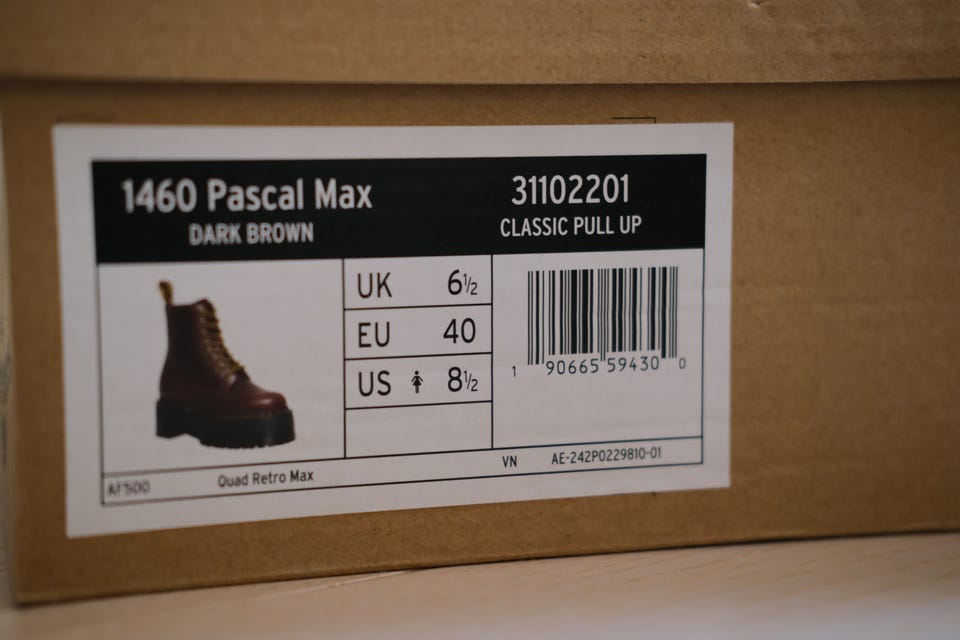 1460 Pascal Max
DARK BROWN
31102201
CLASSIC PULL UP
UK 6½
EU 40
US 8½
1 90665 59430 0
VN AE-242P0229810-01
Quad Retro Max